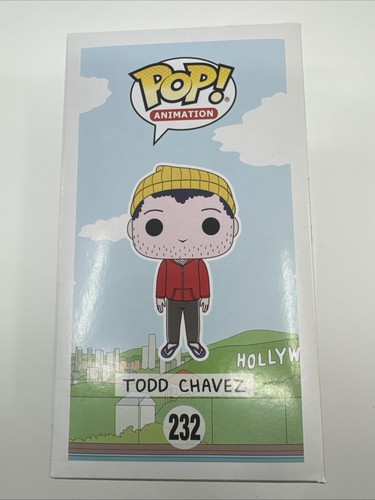 POP!®
ANIMATION
HOLLYW
TODD CHAVEZ
232